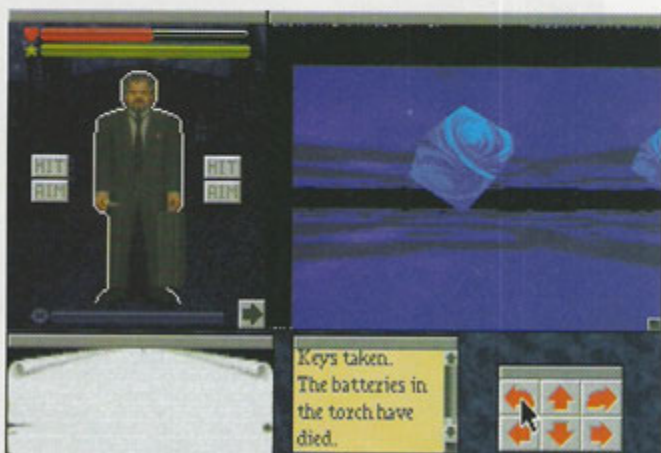 HIT
HIT
AIM
AIM
Keys taken.
The batteries in
the torch have
died.